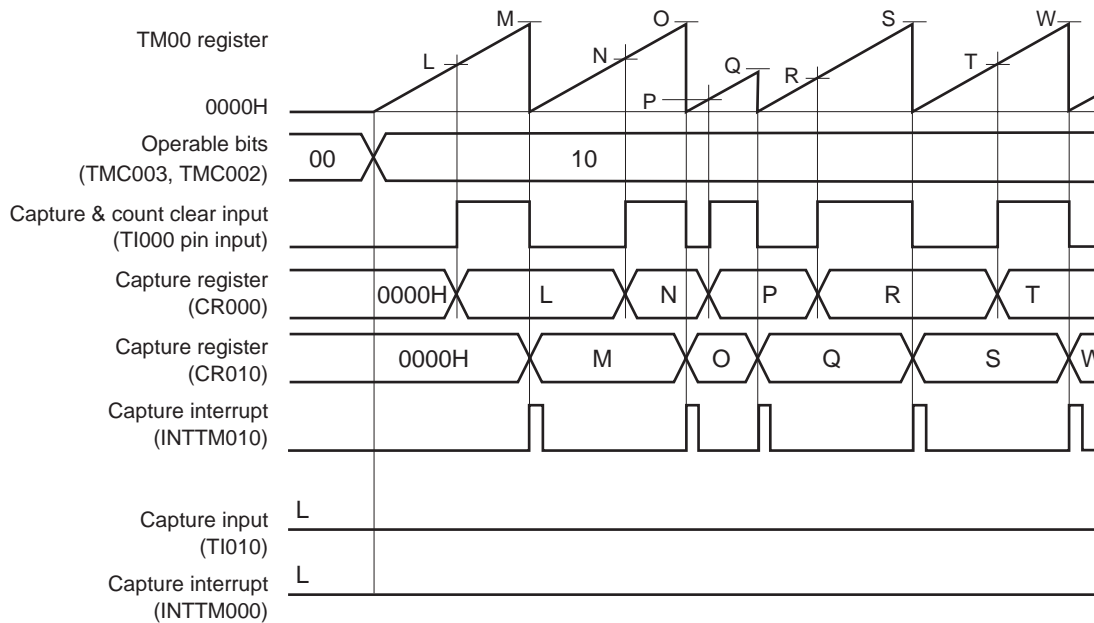 M O S W
L N Q R T
P
TM00 register
0000H
Operable bits
(TMC003, TMC002)
00 10
Capture & count clear input
(TI000 pin input)
Capture register
(CR000)
0000H L N P R T
Capture register
(CR010)
0000H M O Q S W
Capture interrupt
(INTTM010)
L
Capture input
(TI010)
L
Capture interrupt
(INTTM000)